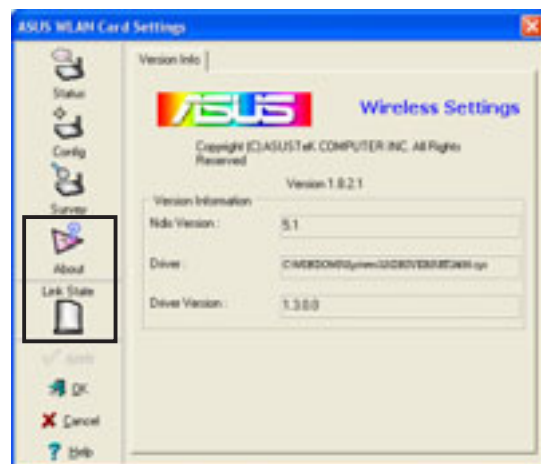 ASUS WLAN Card Settings
Status
Config
Survey
About
Link State
Apply
OK
Cancel
Help
Version Info
ASUS
Wireless Settings
Copyright (C) ASUSTeK COMPUTER INC. All Rights
Reserved
Version 1.8.2.1
Version Information
Ndis Version :
5.1
Driver :
Driver Version :
1.3.0.0